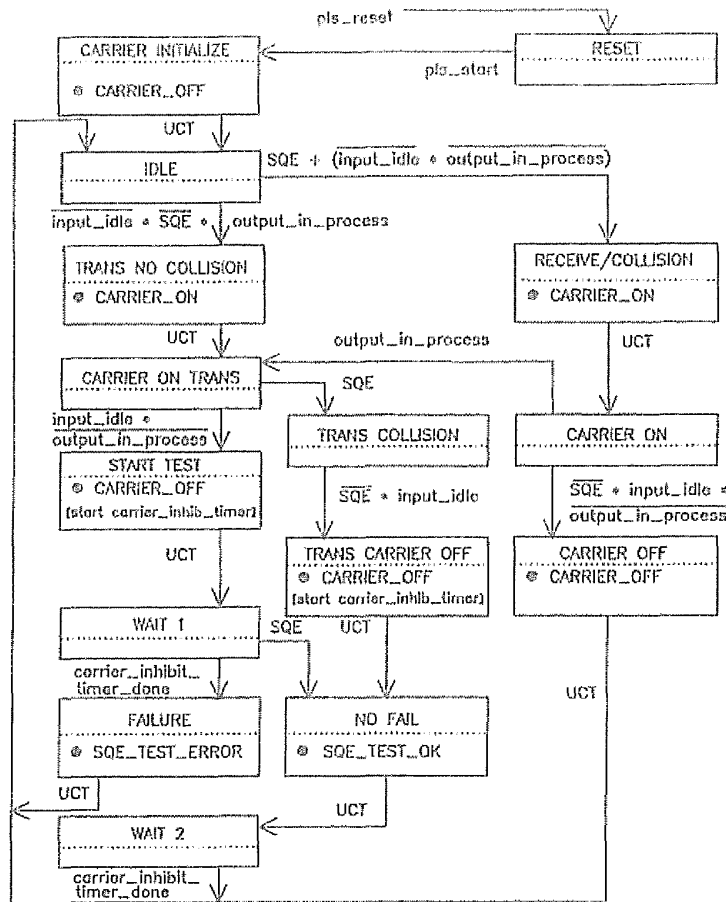 pls_reset
CARRIER INITIALIZE
RESET
pls_start
● CARRIER_OFF
UCT
IDLE
SQE + (input_idle * output_in_process)
input_idle * SQE * output_in_process
TRANS NO COLLISION
● CARRIER_ON
RECEIVE/COLLISION
● CARRIER_ON
UCT
output_in_process
UCT
CARRIER ON TRANS
SQE
input_idle *
output_in_process
TRANS COLLISION
CARRIER ON
START TEST
● CARRIER_OFF
[start carrier_inhib_timer]
SQE * input_idle
SQE * input_idle *
output_in_process
UCT
TRANS CARRIER OFF
● CARRIER_OFF
[start carrier_inhib_timer]
CARRIER OFF
● CARRIER_OFF
WAIT 1
SQE
UCT
carrier_inhibit_
timer_done
UCT
FAILURE
● SQE_TEST_ERROR
NO FAIL
● SQE_TEST_OK
UCT
UCT
WAIT 2
carrier_inhibit_
timer_done